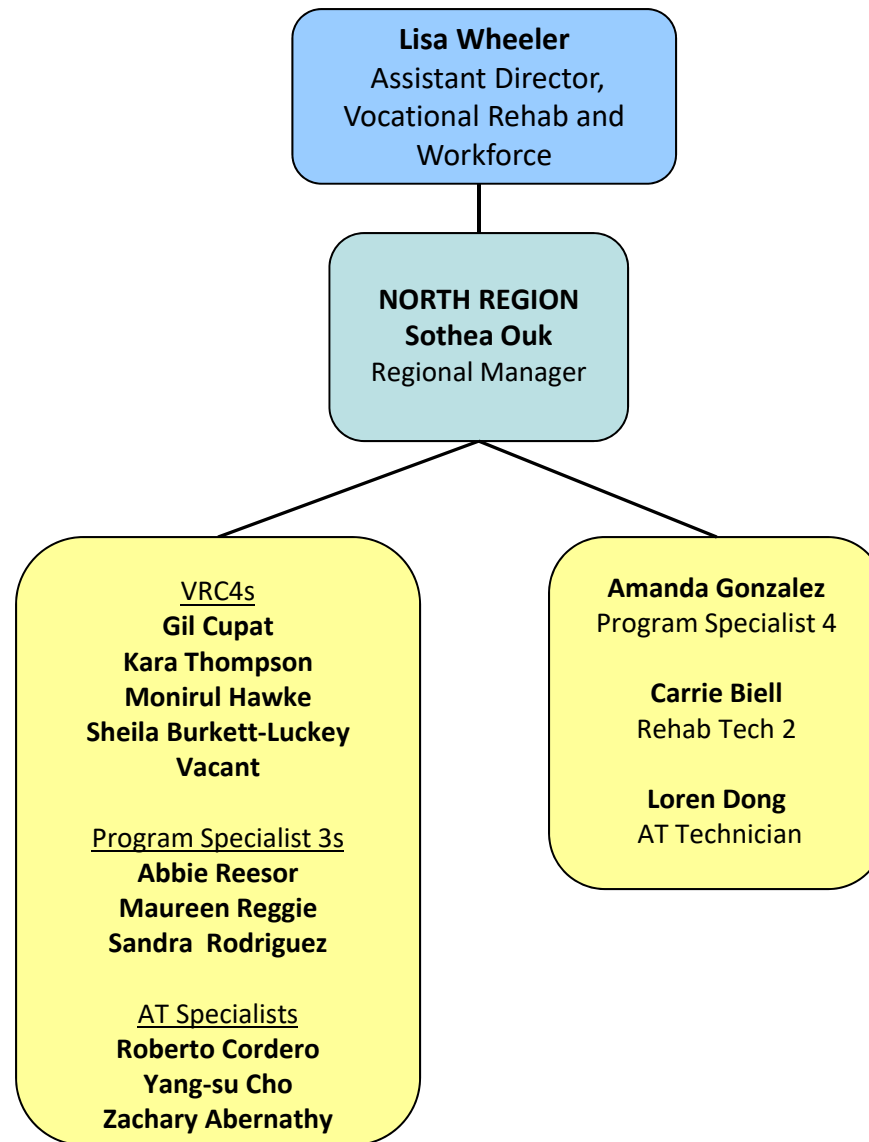 Lisa Wheeler
Assistant Director,
Vocational Rehab and
Workforce
NORTH REGION
Sothea Ouk
Regional Manager
VRC4s
Gil Cupat
Kara Thompson
Monirul Hawke
Sheila Burkett-Luckey
Vacant
Program Specialist 3s
Abbie Reesor
Maureen Reggie
Sandra  Rodriguez
AT Specialists
Roberto Cordero
Yang-su Cho
Zachary Abernathy
Amanda Gonzalez
Program Specialist 4
Carrie Biell
Rehab Tech 2
Loren Dong
AT Technician